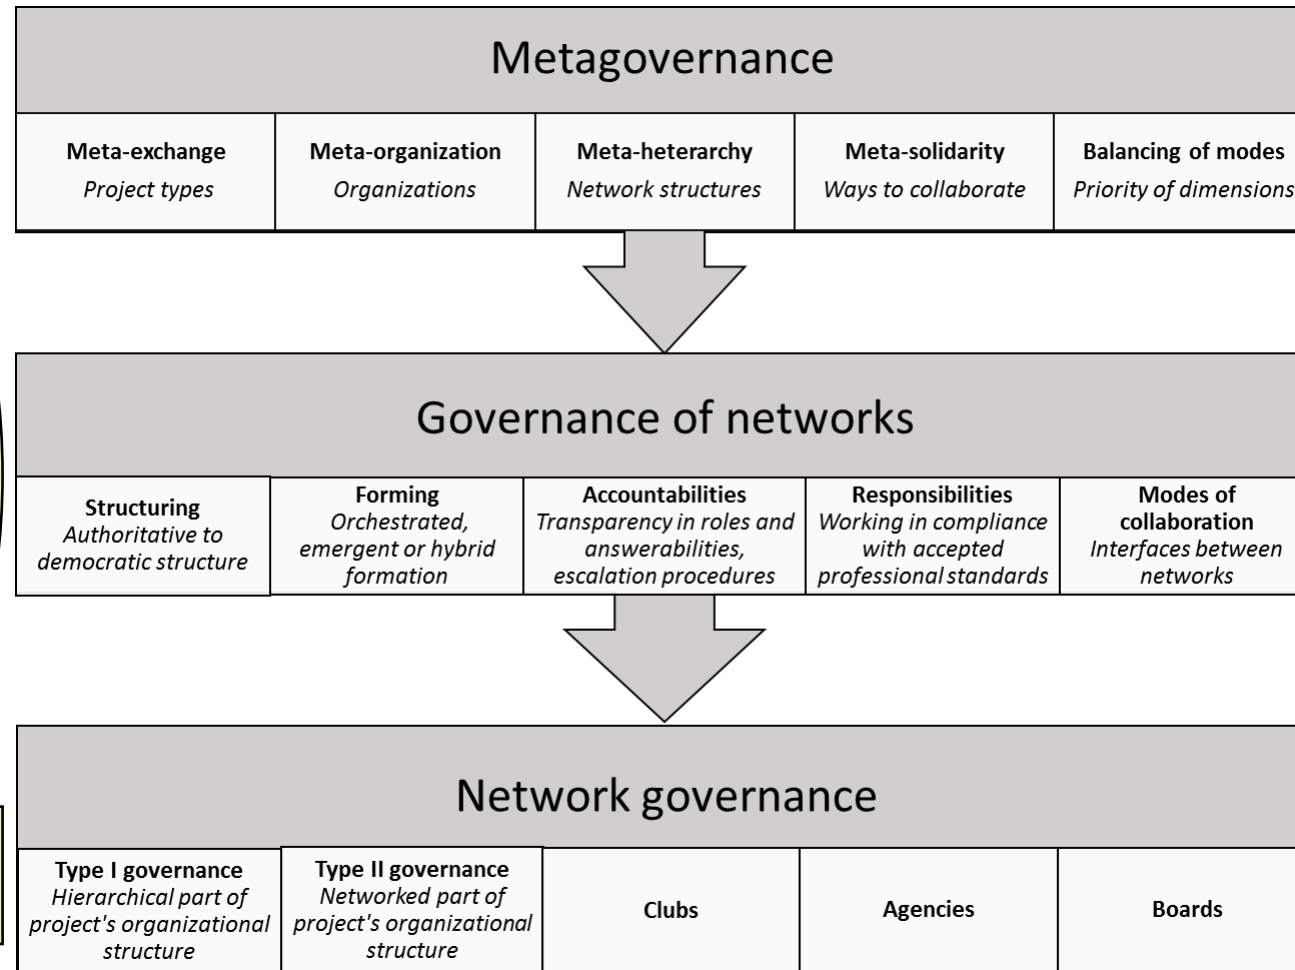 Metagovernance
Meta-exchange
Project types
Meta-organization
Organizations
Meta-heterarchy
Network structures
Meta-solidarity
Ways to collaborate
Balancing of modes
Priority of dimensions
Governance of networks
Structuring
Authoritative to
democratic structure
Forming
Orchestrated,
emergent or hybrid
formation
Accountabilities
Transparency in roles and
answerabilities,
escalation procedures
Responsibilities
Working in compliance
with accepted
professional standards
Modes of
collaboration
Interfaces between
networks
Network governance
Type I governance
Hierarchical part of
project's organizational
structure
Type II governance
Networked part of
project's organizational
structure
Clubs
Agencies
Boards